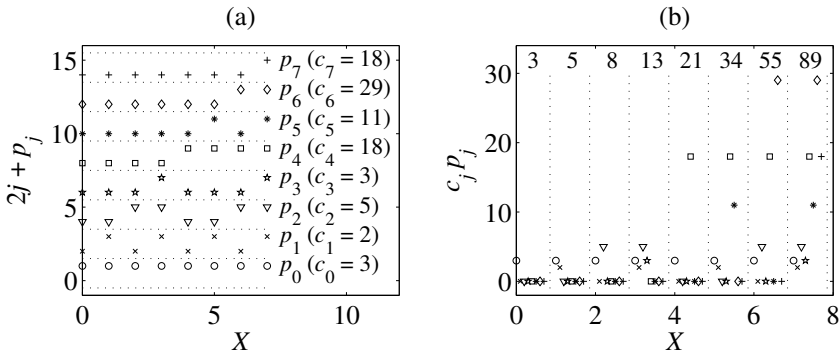 (a)
15
10
5
0
2j + p_j
p_7 (c_7 = 18)
p_6 (c_6 = 29)
p_5 (c_5 = 11)
p_4 (c_4 = 18)
p_3 (c_3 = 3)
p_2 (c_2 = 5)
p_1 (c_1 = 2)
p_0 (c_0 = 3)
0 5 10
X
(b)
3 5 8 13 21 34 55 89
30
20
10
0
c_j p_j
0 2 4 6 8
X